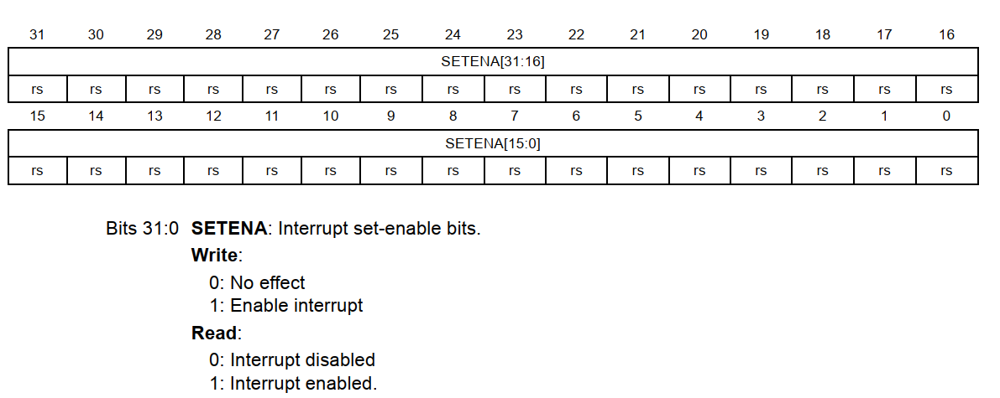 31 30 29 28 27 26 25 24 23 22 21 20 19 18 17 16
SETENA[31:16]
rs rs rs rs rs rs rs rs rs rs rs rs rs rs rs rs
15 14 13 12 11 10 9 8 7 6 5 4 3 2 1 0
SETENA[15:0]
rs rs rs rs rs rs rs rs rs rs rs rs rs rs rs rs
Bits 31:0 SETENA: Interrupt set-enable bits.
Write:
0: No effect
1: Enable interrupt
Read:
0: Interrupt disabled
1: Interrupt enabled.